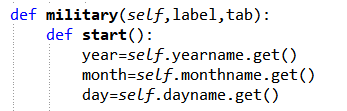 def military(self,label,tab):
    def start():
        year=self.yearname.get()
        month=self.monthname.get()
        day=self.dayname.get()